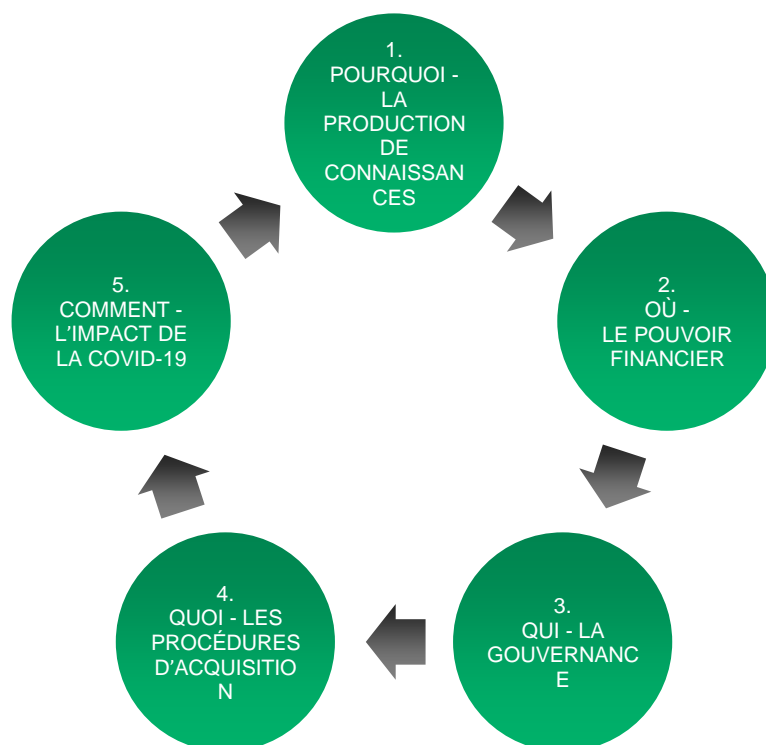 1.
POURQUOI -
LA
PRODUCTION
DE
CONNAISSAN
CES
2.
OÙ -
LE POUVOIR
FINANCIER
3.
QUI - LA
GOUVERNANC
E
4.
QUOI - LES
PROCÉDURES
D'ACQUISITIO
N
5.
COMMENT -
L'IMPACT DE
LA COVID-19